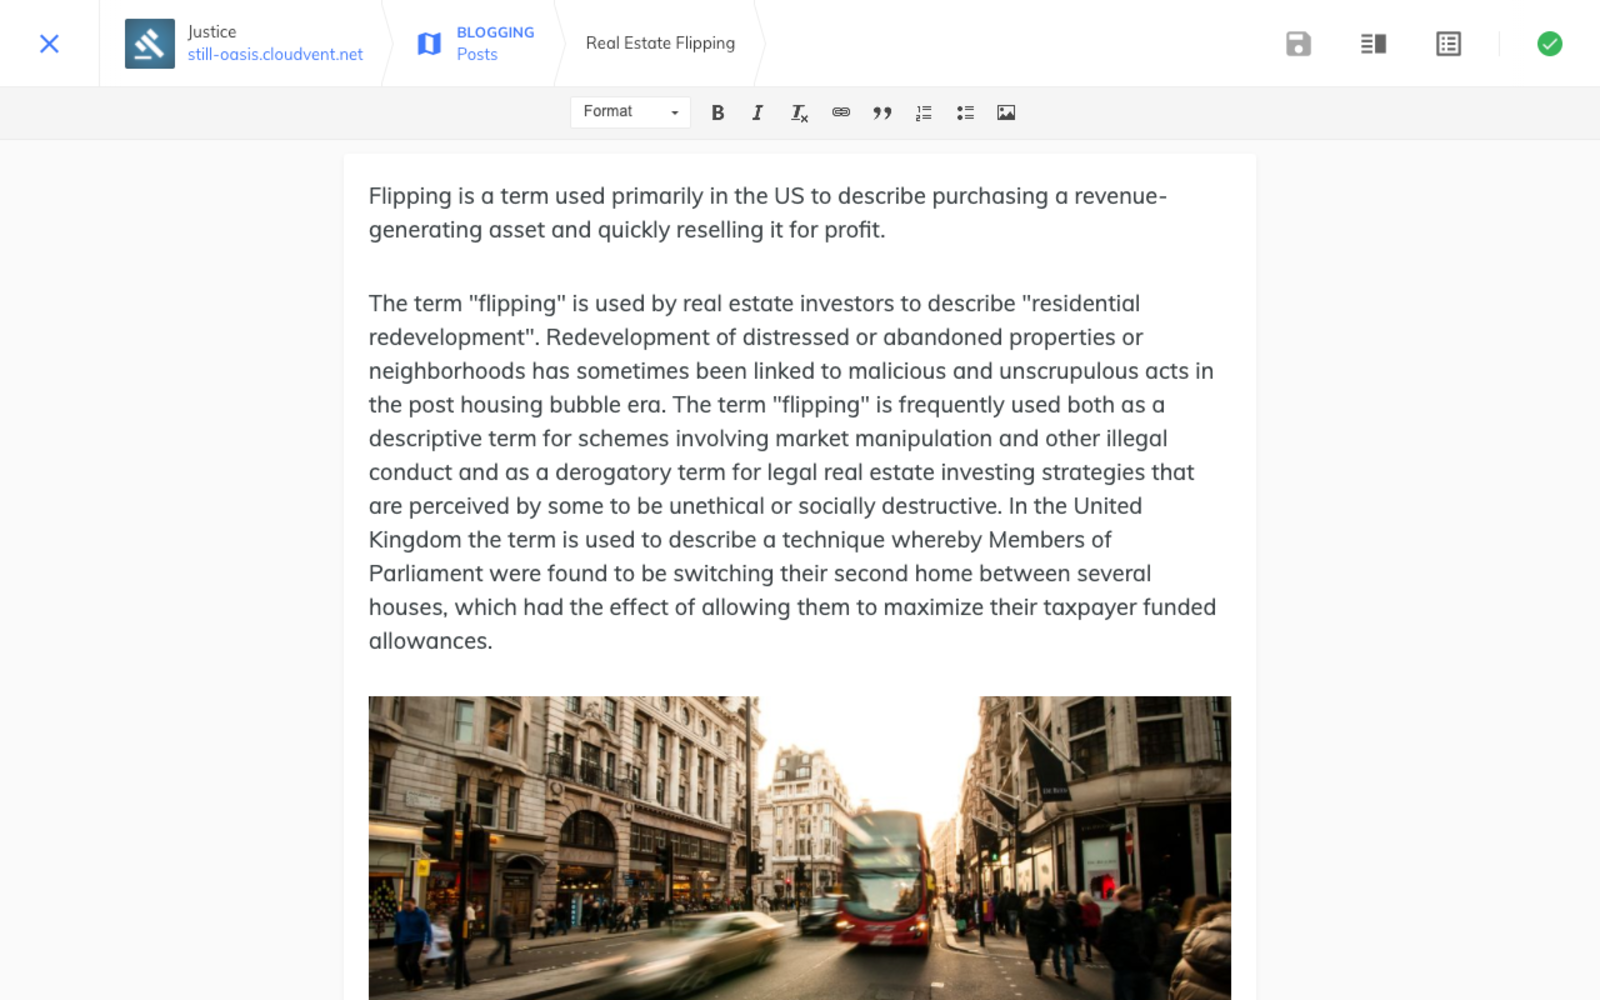 Justice
still-oasis.cloudvent.net
BLOGGING
Posts
Real Estate Flipping
Format
Flipping is a term used primarily in the US to describe purchasing a revenue-
generating asset and quickly reselling it for profit.
The term "flipping" is used by real estate investors to describe "residential
redevelopment". Redevelopment of distressed or abandoned properties or
neighborhoods has sometimes been linked to malicious and unscrupulous acts in
the post housing bubble era. The term "flipping" is frequently used both as a
descriptive term for schemes involving market manipulation and other illegal
conduct and as a derogatory term for legal real estate investing strategies that
are perceived by some to be unethical or socially destructive. In the United
Kingdom the term is used to describe a technique whereby Members of
Parliament were found to be switching their second home between several
houses, which had the effect of allowing them to maximize their taxpayer funded
allowances.